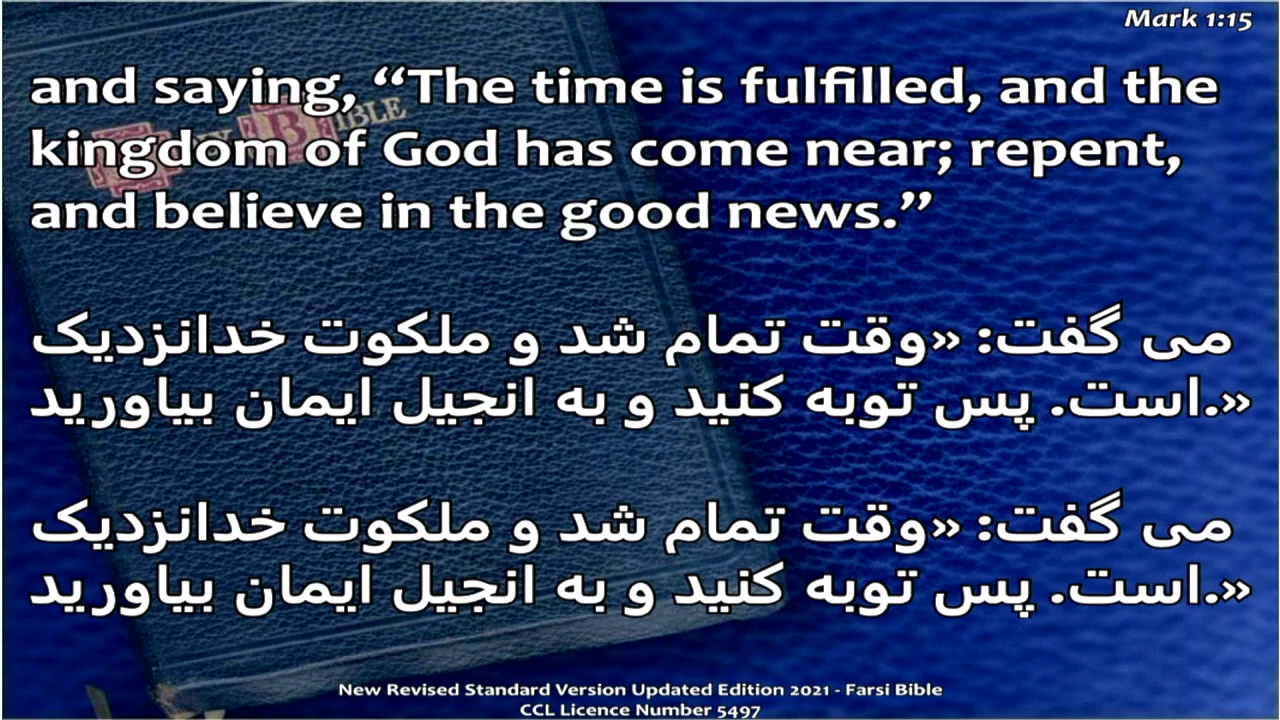 Mark 1:15
and saying, “The time is fulfilled, and the
kingdom of God has come near; repent,
and believe in the good news.”
HOLY BIBLE
می گفت: «وقت تمام شد و ملکوت خدانزدیک
است. پس توبه کنید و به انجیل ایمان بیاورید.»
می گفت: «وقت تمام شد و ملکوت خدانزدیک
است. پس توبه کنید و به انجیل ایمان بیاورید.»
New Revised Standard Version Updated Edition 2021 - Farsi Bible
CCL Licence Number 5497